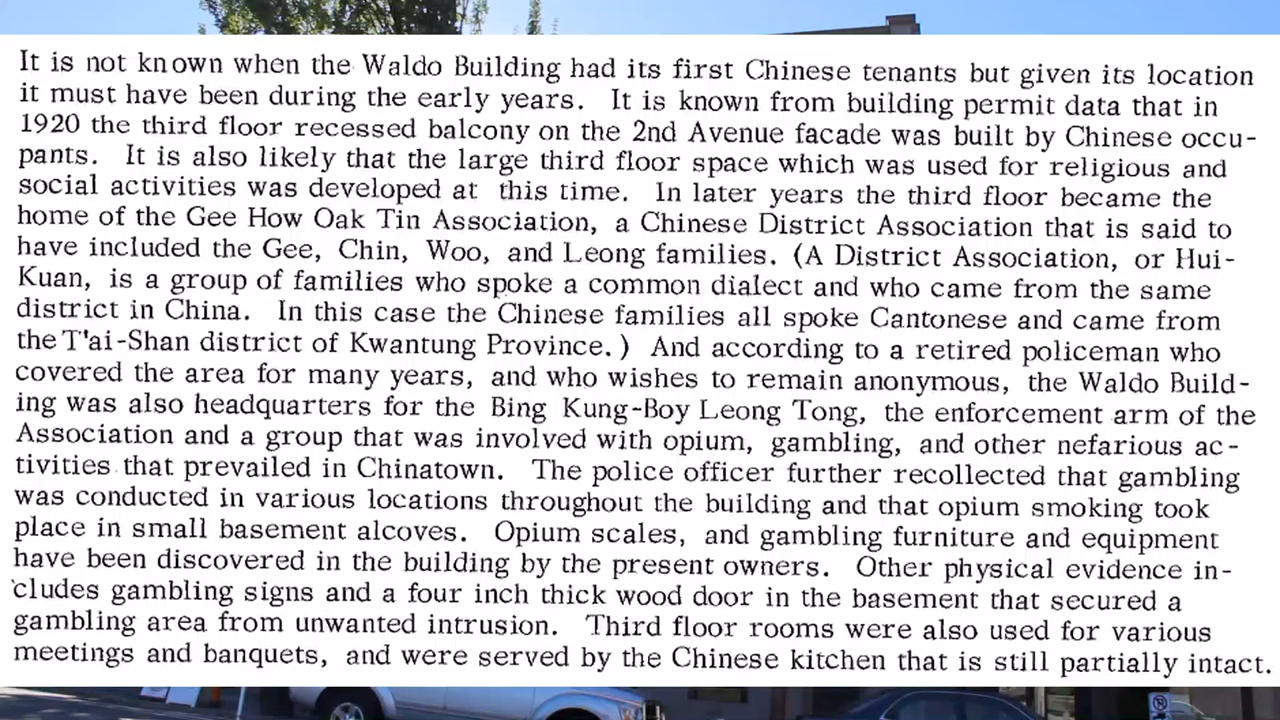 It is not known when the Waldo Building had its first Chinese tenants but given its location
it must have been during the early years. It is known from building permit data that in
1920 the third floor recessed balcony on the 2nd Avenue facade was built by Chinese occu-
pants. It is also likely that the large third floor space which was used for religious and
social activities was developed at this time. In later years the third floor became the
home of the Gee How Oak Tin Association, a Chinese District Association that is said to
have included the Gee, Chin, Woo, and Leong families. (A District Association, or Hui-
Kuan, is a group of families who spoke a common dialect and who came from the same
district in China. In this case the Chinese families all spoke Cantonese and came from
the T'ai-Shan district of Kwantung Province.) And according to a retired policeman who
covered the area for many years, and who wishes to remain anonymous, the Waldo Build-
ing was also headquarters for the Bing Kung-Boy Leong Tong, the enforcement arm of the
Association and a group that was involved with opium, gambling, and other nefarious ac-
tivities that prevailed in Chinatown. The police officer further recollected that gambling
was conducted in various locations throughout the building and that opium smoking took
place in small basement alcoves. Opium scales, and gambling furniture and equipment
have been discovered in the building by the present owners. Other physical evidence in-
cludes gambling signs and a four inch thick wood door in the basement that secured a
gambling area from unwanted intrusion. Third floor rooms were also used for various
meetings and banquets, and were served by the Chinese kitchen that is still partially intact.